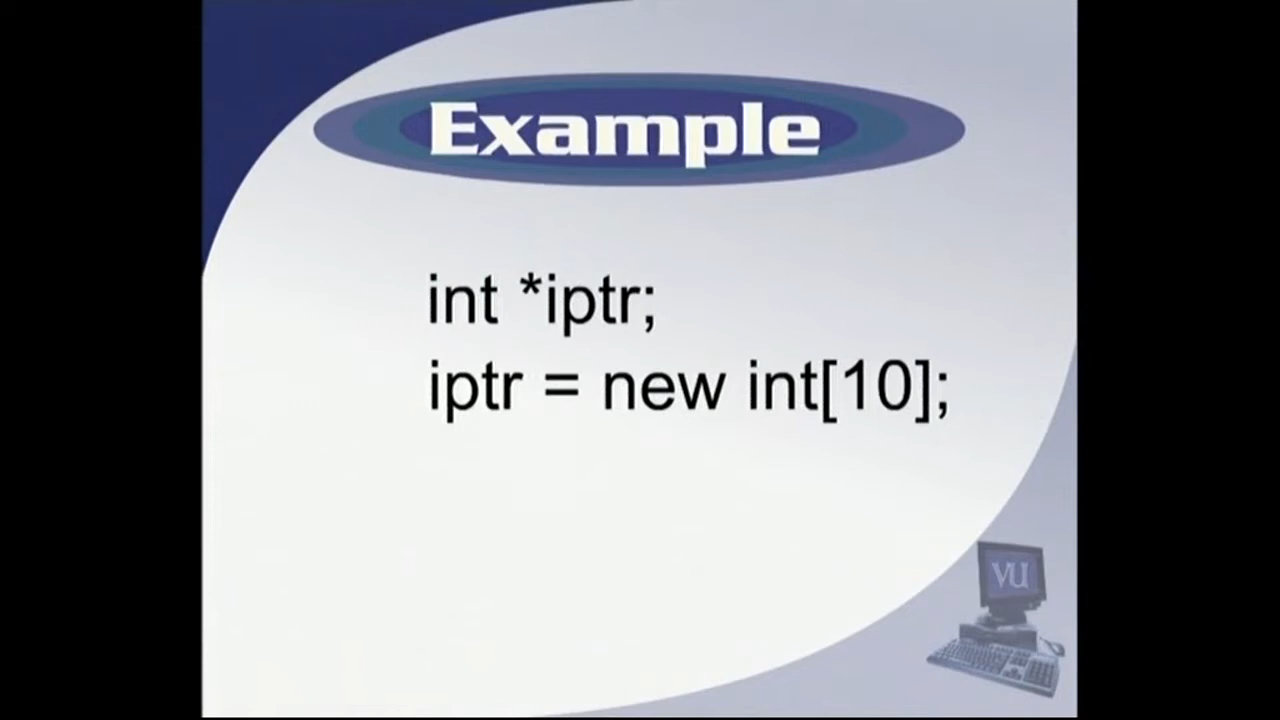 Example
int *iptr;
iptr = new int[10];
VU